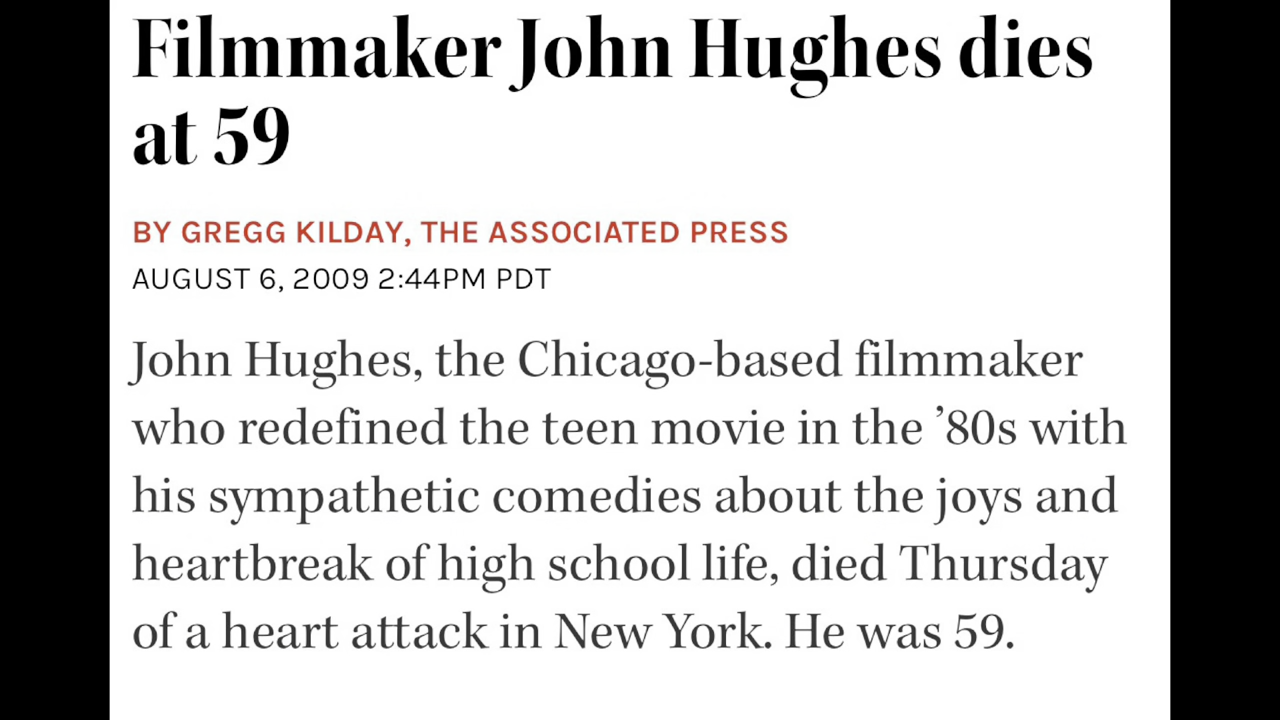 Filmmaker John Hughes dies
at 59
BY GREGG KILDAY, THE ASSOCIATED PRESS
AUGUST 6, 2009 2:44PM PDT
John Hughes, the Chicago-based filmmaker
who redefined the teen movie in the ’80s with
his sympathetic comedies about the joys and
heartbreak of high school life, died Thursday
of a heart attack in New York. He was 59.